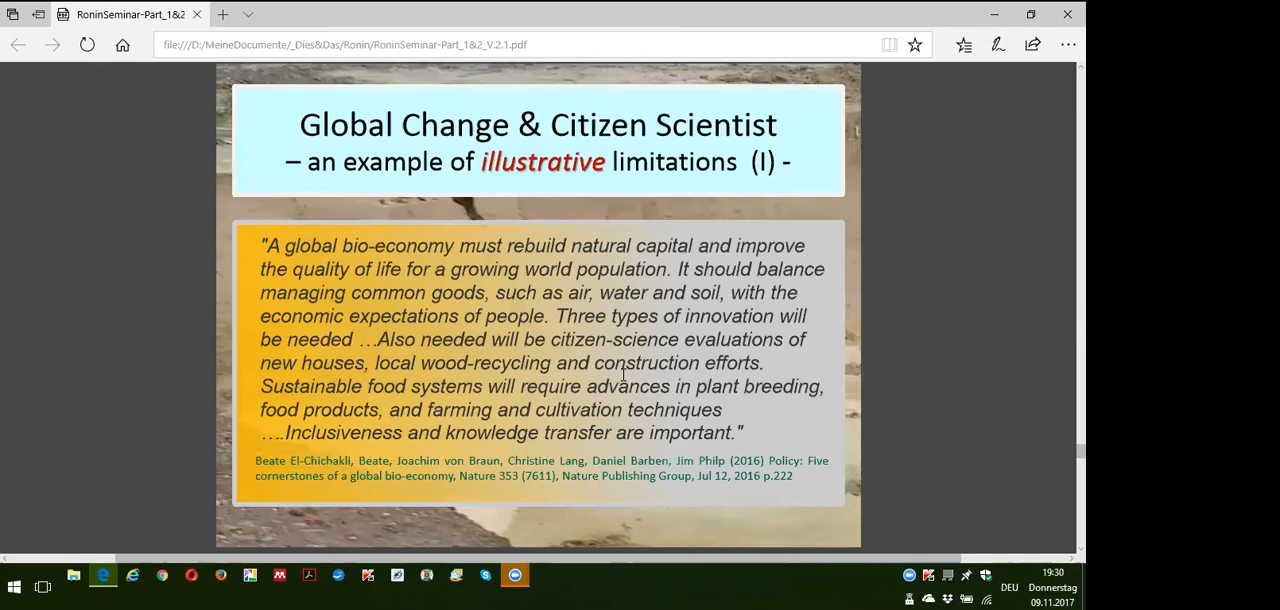 RoninSeminar-Part_1&2
file:///D:/MeineDocumente/_Dies&Das/Ronin/RoninSeminar-Part_1&2_V.2.1.pdf
Global Change & Citizen Scientist
– an example of illustrative limitations (I) -
"A global bio-economy must rebuild natural capital and improve
the quality of life for a growing world population. It should balance
managing common goods, such as air, water and soil, with the
economic expectations of people. Three types of innovation will
be needed …Also needed will be citizen-science evaluations of
new houses, local wood-recycling and construction efforts.
Sustainable food systems will require advances in plant breeding,
food products, and farming and cultivation techniques
….Inclusiveness and knowledge transfer are important."
Beate El-Chichakli, Beate, Joachim von Braun, Christine Lang, Daniel Barben, Jim Philp (2016) Policy: Five
cornerstones of a global bio-economy, Nature 353 (7611), Nature Publishing Group, Jul 12, 2016 p.222
19:30
DEU Donnerstag
09.11.2017